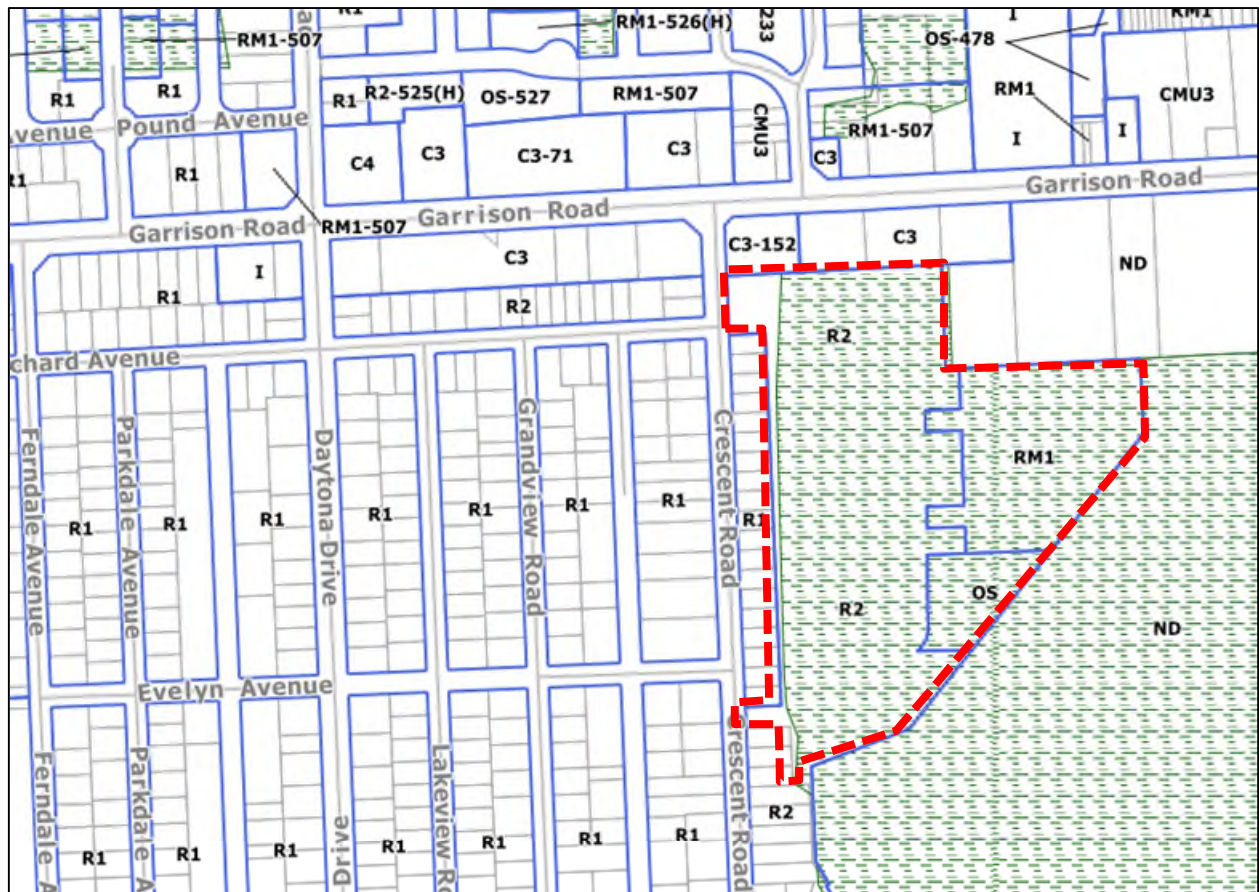 R1
RM1-526(H)
233
I
OS-478
RM1
RM1-507
R1
R1
R1
R2-525(H)
OS-527
RM1-507
CMU3
RM1-507
RM1
CMU3
I
I
Avenue Pound Avenue
C4
C3
C3-71
C3
C3
R1
R1
Garrison Road
Garrison Road
Garrison Road
RM1-507
C3-152
C3
ND
C3
I
R1
R2
R2
chard Avenue
Ferndale Avenue
Parkdale Avenue
Daytona Drive
Grandview Road
Crescent Road
RM1
R1
R1
R1
R1
R1
R1
R1
R1
OS
R2
ND
Evelyn Avenue
Ferndale A
Parkdale A
Drive
Lakeview Ro
Crescent Road
R2
R1
R1
R1
R1
R1
R1
R1